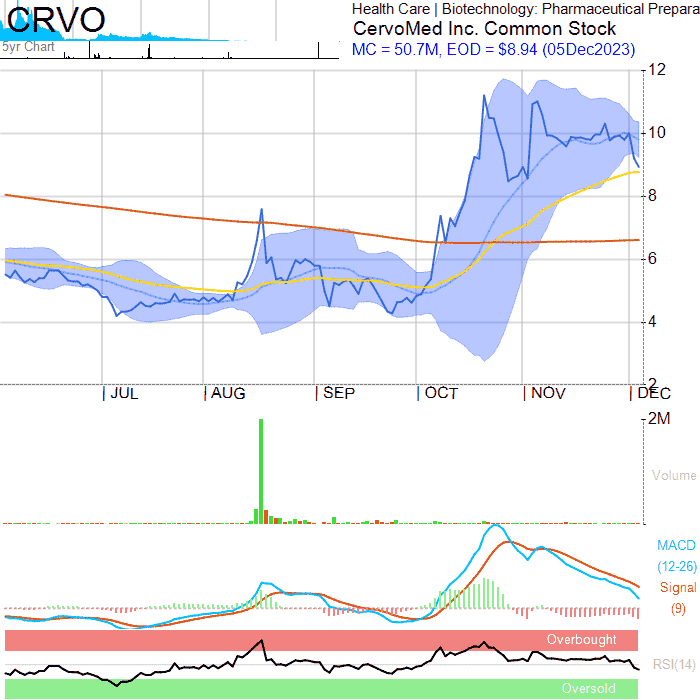 CRVO
Health Care | Biotechnology: Pharmaceutical Prepara
CervoMed Inc. Common Stock
5yr Chart
MC = 50.7M, EOD = $8.94 (05Dec2023)
12
10
8
6
4
2
JUL AUG SEP OCT NOV DEC
2M
Volume
MACD
(12-26)
Signal
(9)
Overbought
RSI(14)
Oversold